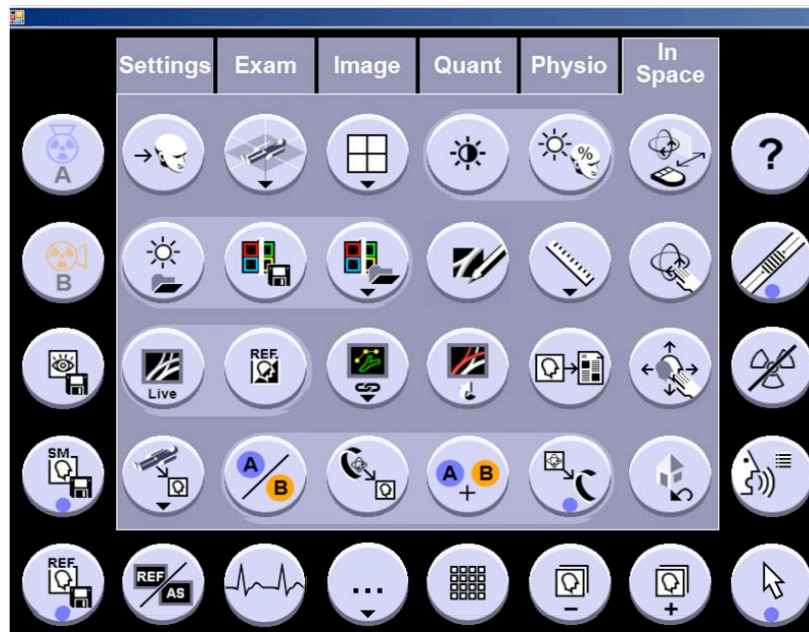 Settings Exam Image Quant Physio In Space
A %
?
B
REF.
Live
SM
A B A B
+
REF.
REF AS ... - +